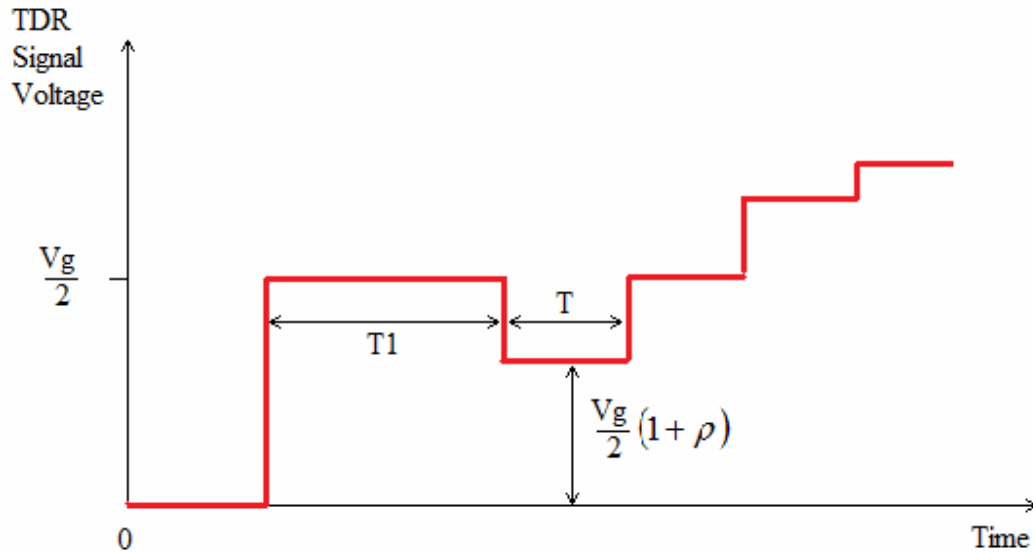 TDR
Signal
Voltage
Vg
2
T1
T
Vg/2 (1 + ρ)
0
Time